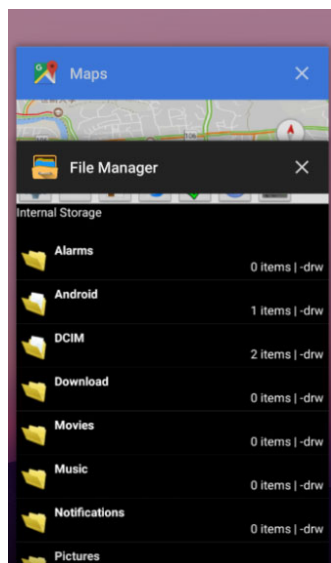 Maps
106
File Manager
Internal Storage
Alarms
0 items | -drw
Android
1 items | -drw
DCIM
2 items | -drw
Download
0 items | -drw
Movies
0 items | -drw
Music
0 items | -drw
Notifications
0 items | -drw
Pictures